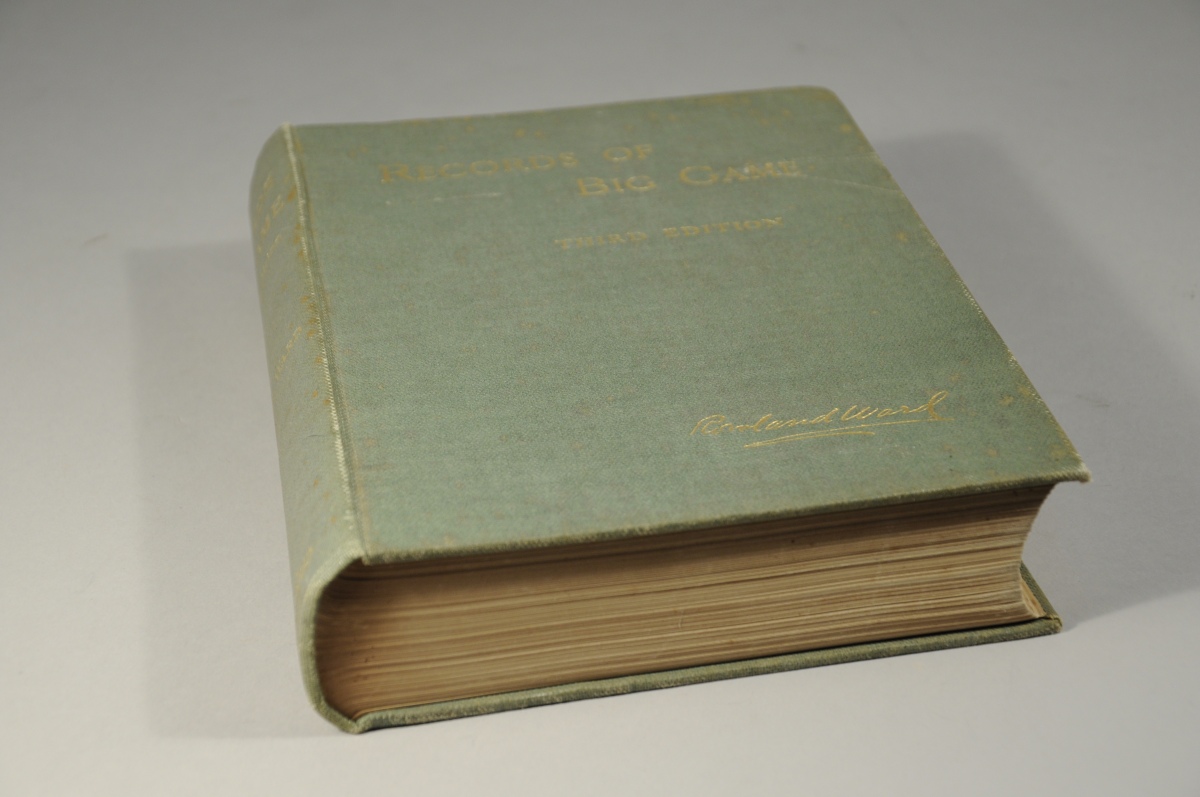 RECORDS OF
BIG GAME.
THIRD EDITION
Rowland Ward